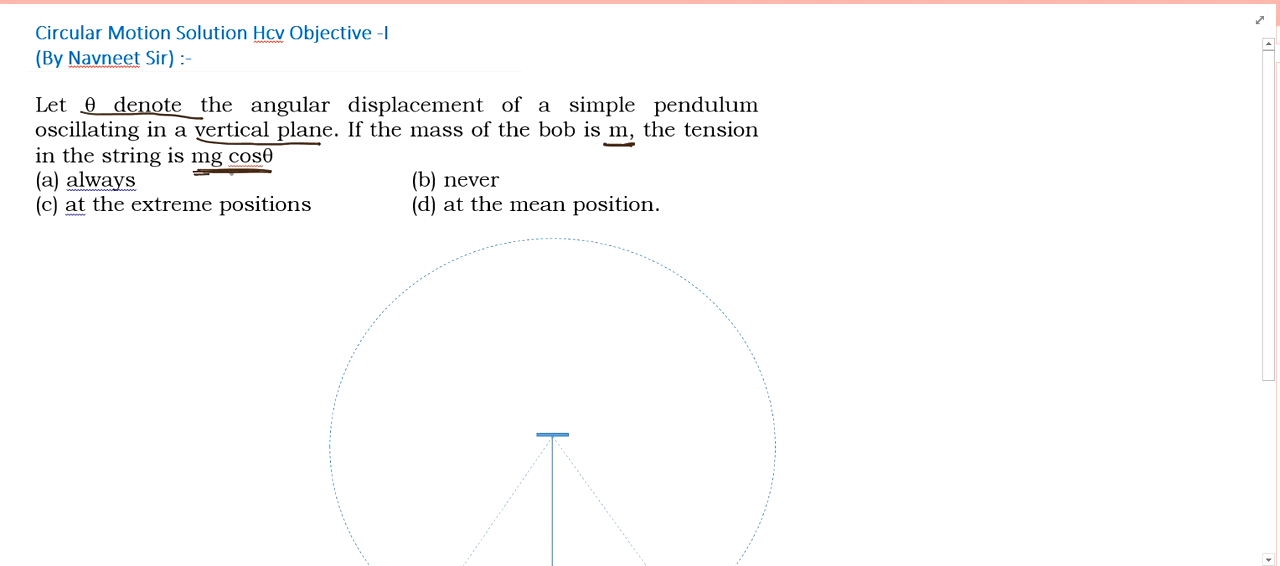 Circular Motion Solution Hcv Objective -I
(By Navneet Sir) :-
Let θ denote the angular displacement of a simple pendulum
oscillating in a vertical plane. If the mass of the bob is m, the tension
in the string is mg cosθ
(a) always (b) never
(c) at the extreme positions (d) at the mean position.